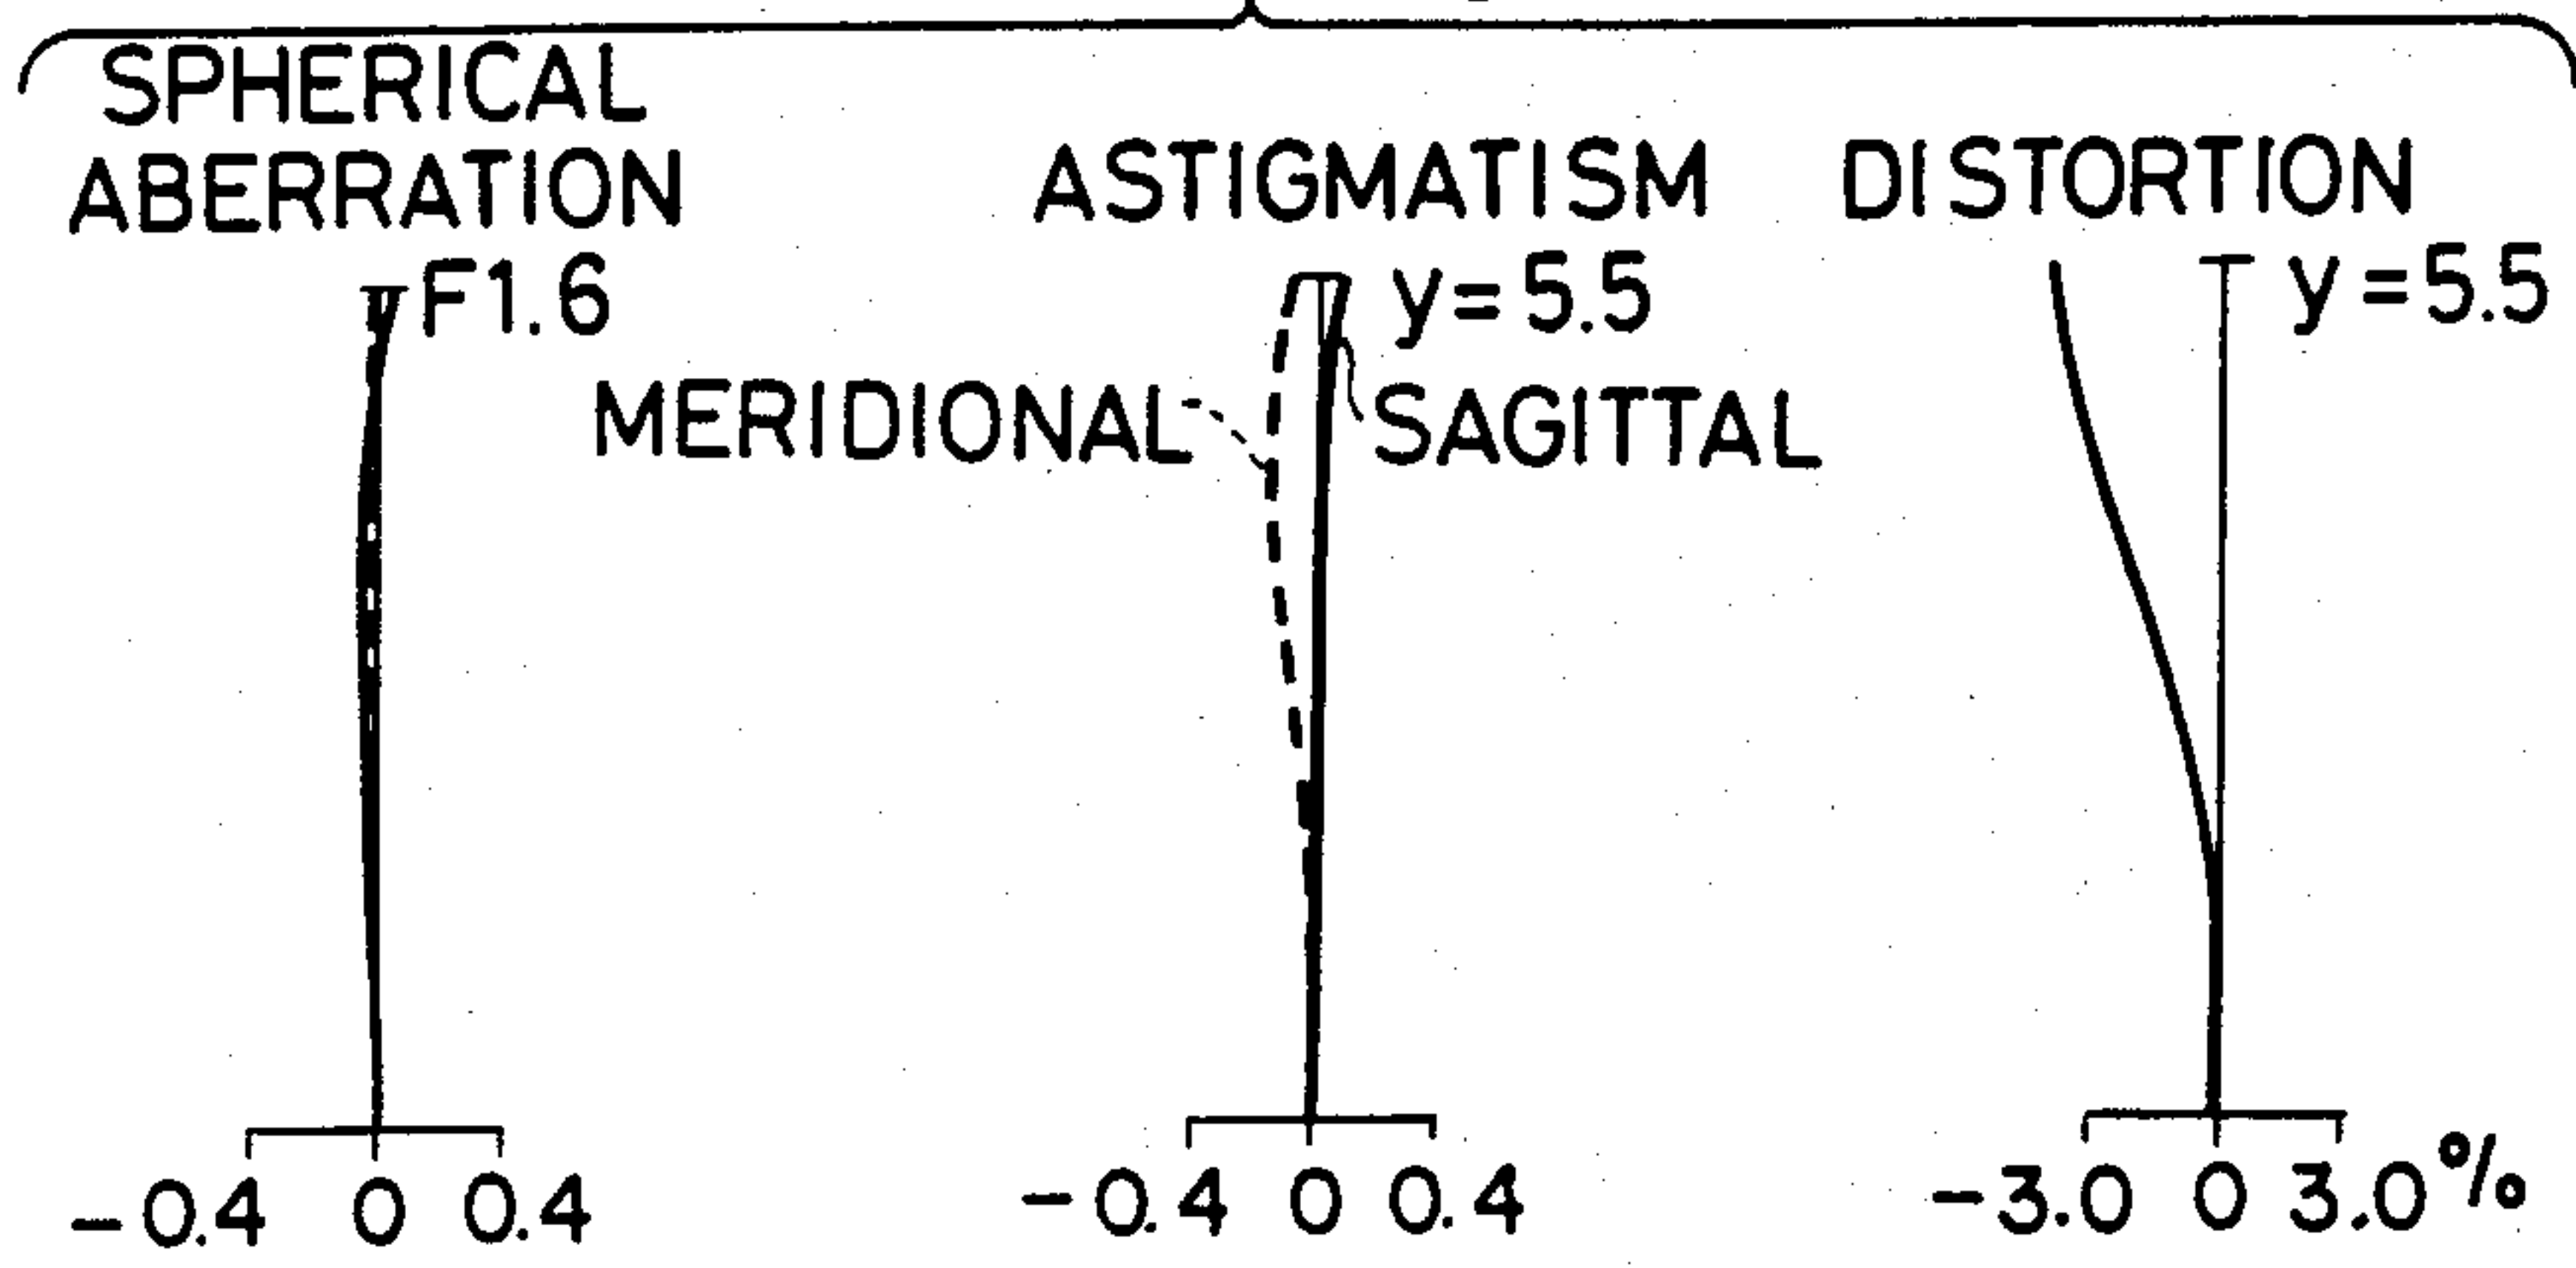 SPHERICAL
ABERRATION
F1.6
-0.4 0 0.4
ASTIGMATISM
y=5.5
MERIDIONAL
SAGITTAL
-0.4 0 0.4
DISTORTION
y=5.5
-3.0 0 3.0%